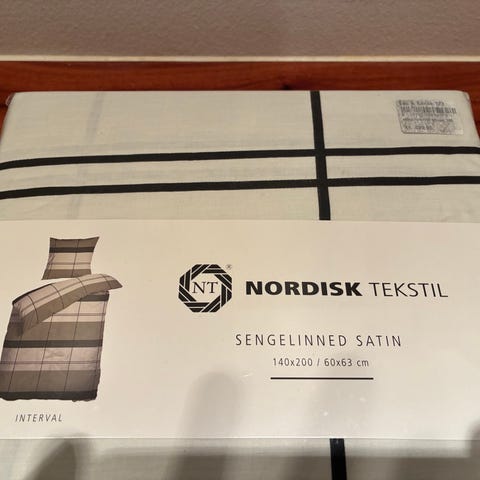 NT
®
NORDISK TEKSTIL
SENGELINNED SATIN
140x200 / 60x63 cm
INTERVAL